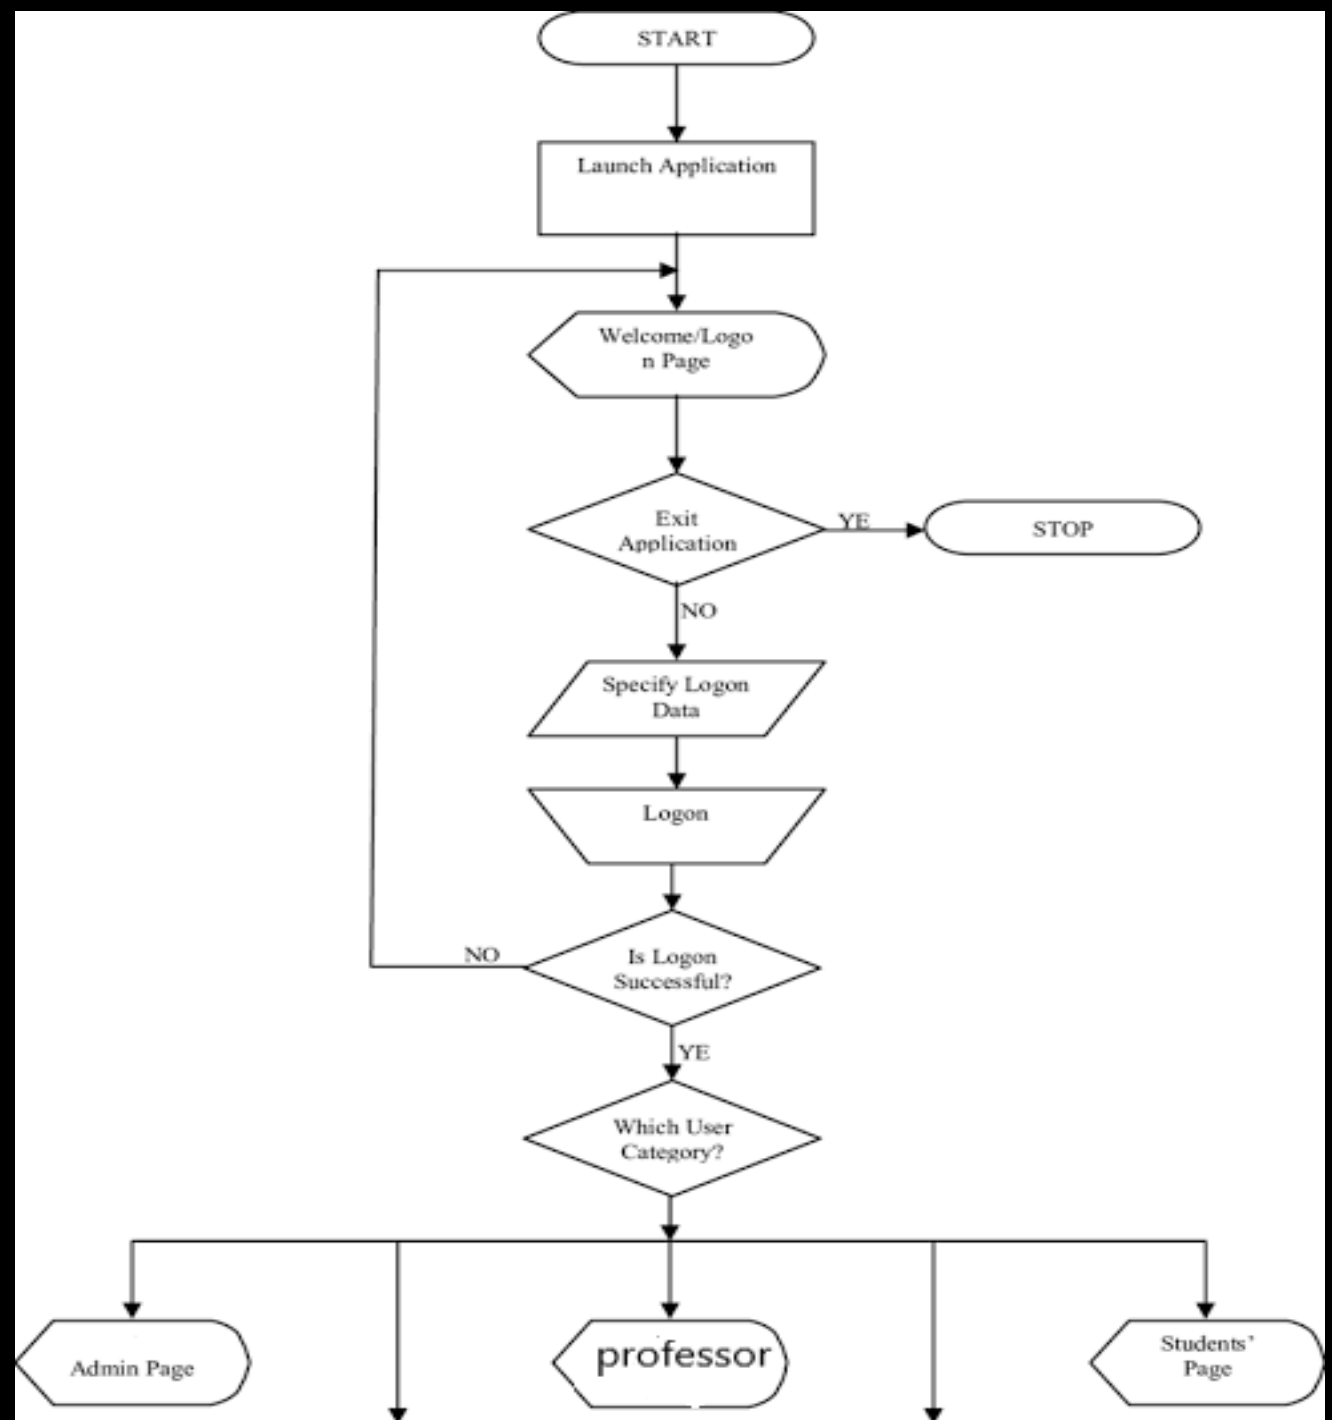 START
Launch Application
Welcome/Logo
n Page
Exit
Application
YE
STOP
NO
Specify Logon
Data
Logon
NO
Is Logon
Successful?
YE
Which User
Category?
Admin Page
professor
Students'
Page